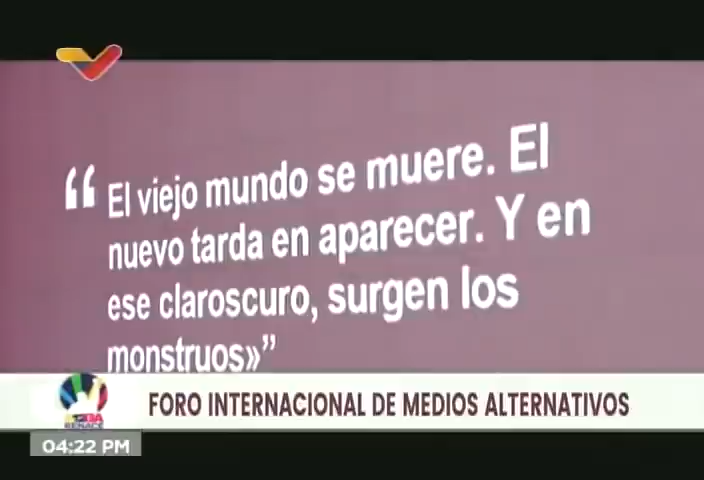 “El viejo mundo se muere. El
nuevo tarda en aparecer. Y en
ese claroscuro, surgen los
monstruos»”
FORO INTERNACIONAL DE MEDIOS ALTERNATIVOS
04:22 PM